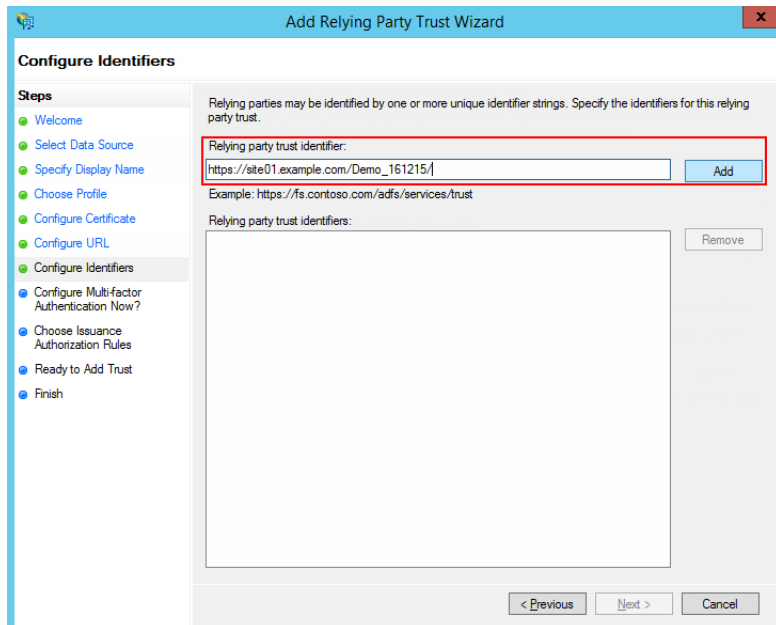 Add Relying Party Trust Wizard
x
Configure Identifiers
Steps
Welcome
Select Data Source
Specify Display Name
Choose Profile
Configure Certificate
Configure URL
Configure Identifiers
Configure Multi-factor
Authentication Now?
Choose Issuance
Authorization Rules
Ready to Add Trust
Finish
Relying parties may be identified by one or more unique identifier strings. Specify the identifiers for this relying
party trust.
Relying party trust identifier:
https://site01.example.com/Demo_161215/
Add
Example: https://fs.contoso.com/adfs/services/trust
Relying party trust identifiers:
Remove
< Previous
Next >
Cancel